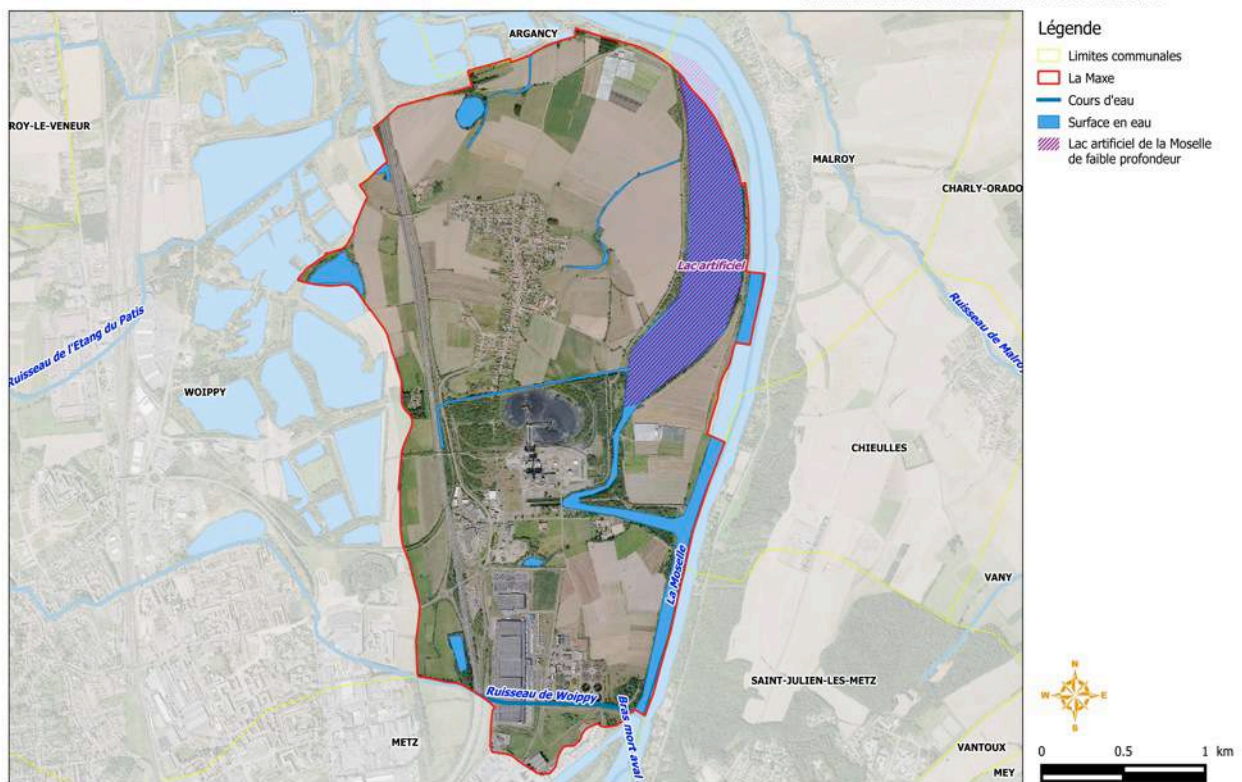 ARGANCY
ROY-LE-VENEUR
MALROY
CHARLY-ORADO
Lac artificiel
Ruisseau de l'Etang du Patis
Ruisseau de Malroy
WOIPPY
CHIEULLES
La Moselle
VANY
SAINT-JULIEN-LES-METZ
Ruisseau de Woippy
Bras mort aval
METZ
VANTOUX
MEY
Légende
Limites communales
La Maxe
Cours d'eau
Surface en eau
Lac artificiel de la Moselle
de faible profondeur
N
W E
S
0 0.5 1 km